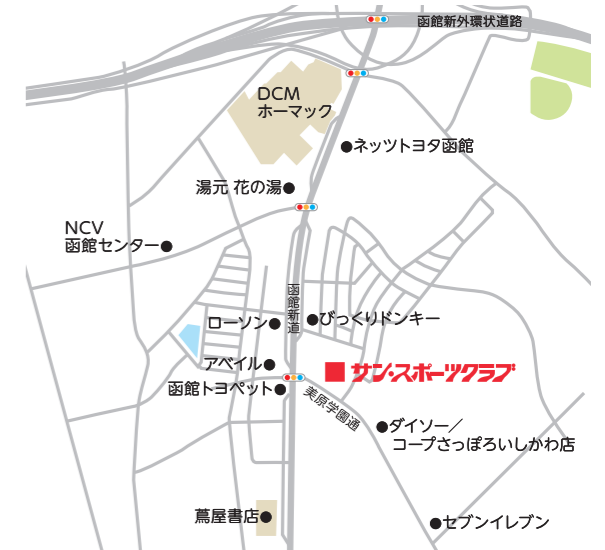 函館新外環状道路
DCM
ホーマック
ネッツトヨタ函館
湯元 花の湯
NCV
函館センター
函館新道
ローソン
びっくりドンキー
アベイル
サン・スポーツクラブ
函館トヨペット
美原学園通
ダイソー／
コープさっぽろいしかわ店
蔦屋書店
セブンイレブン